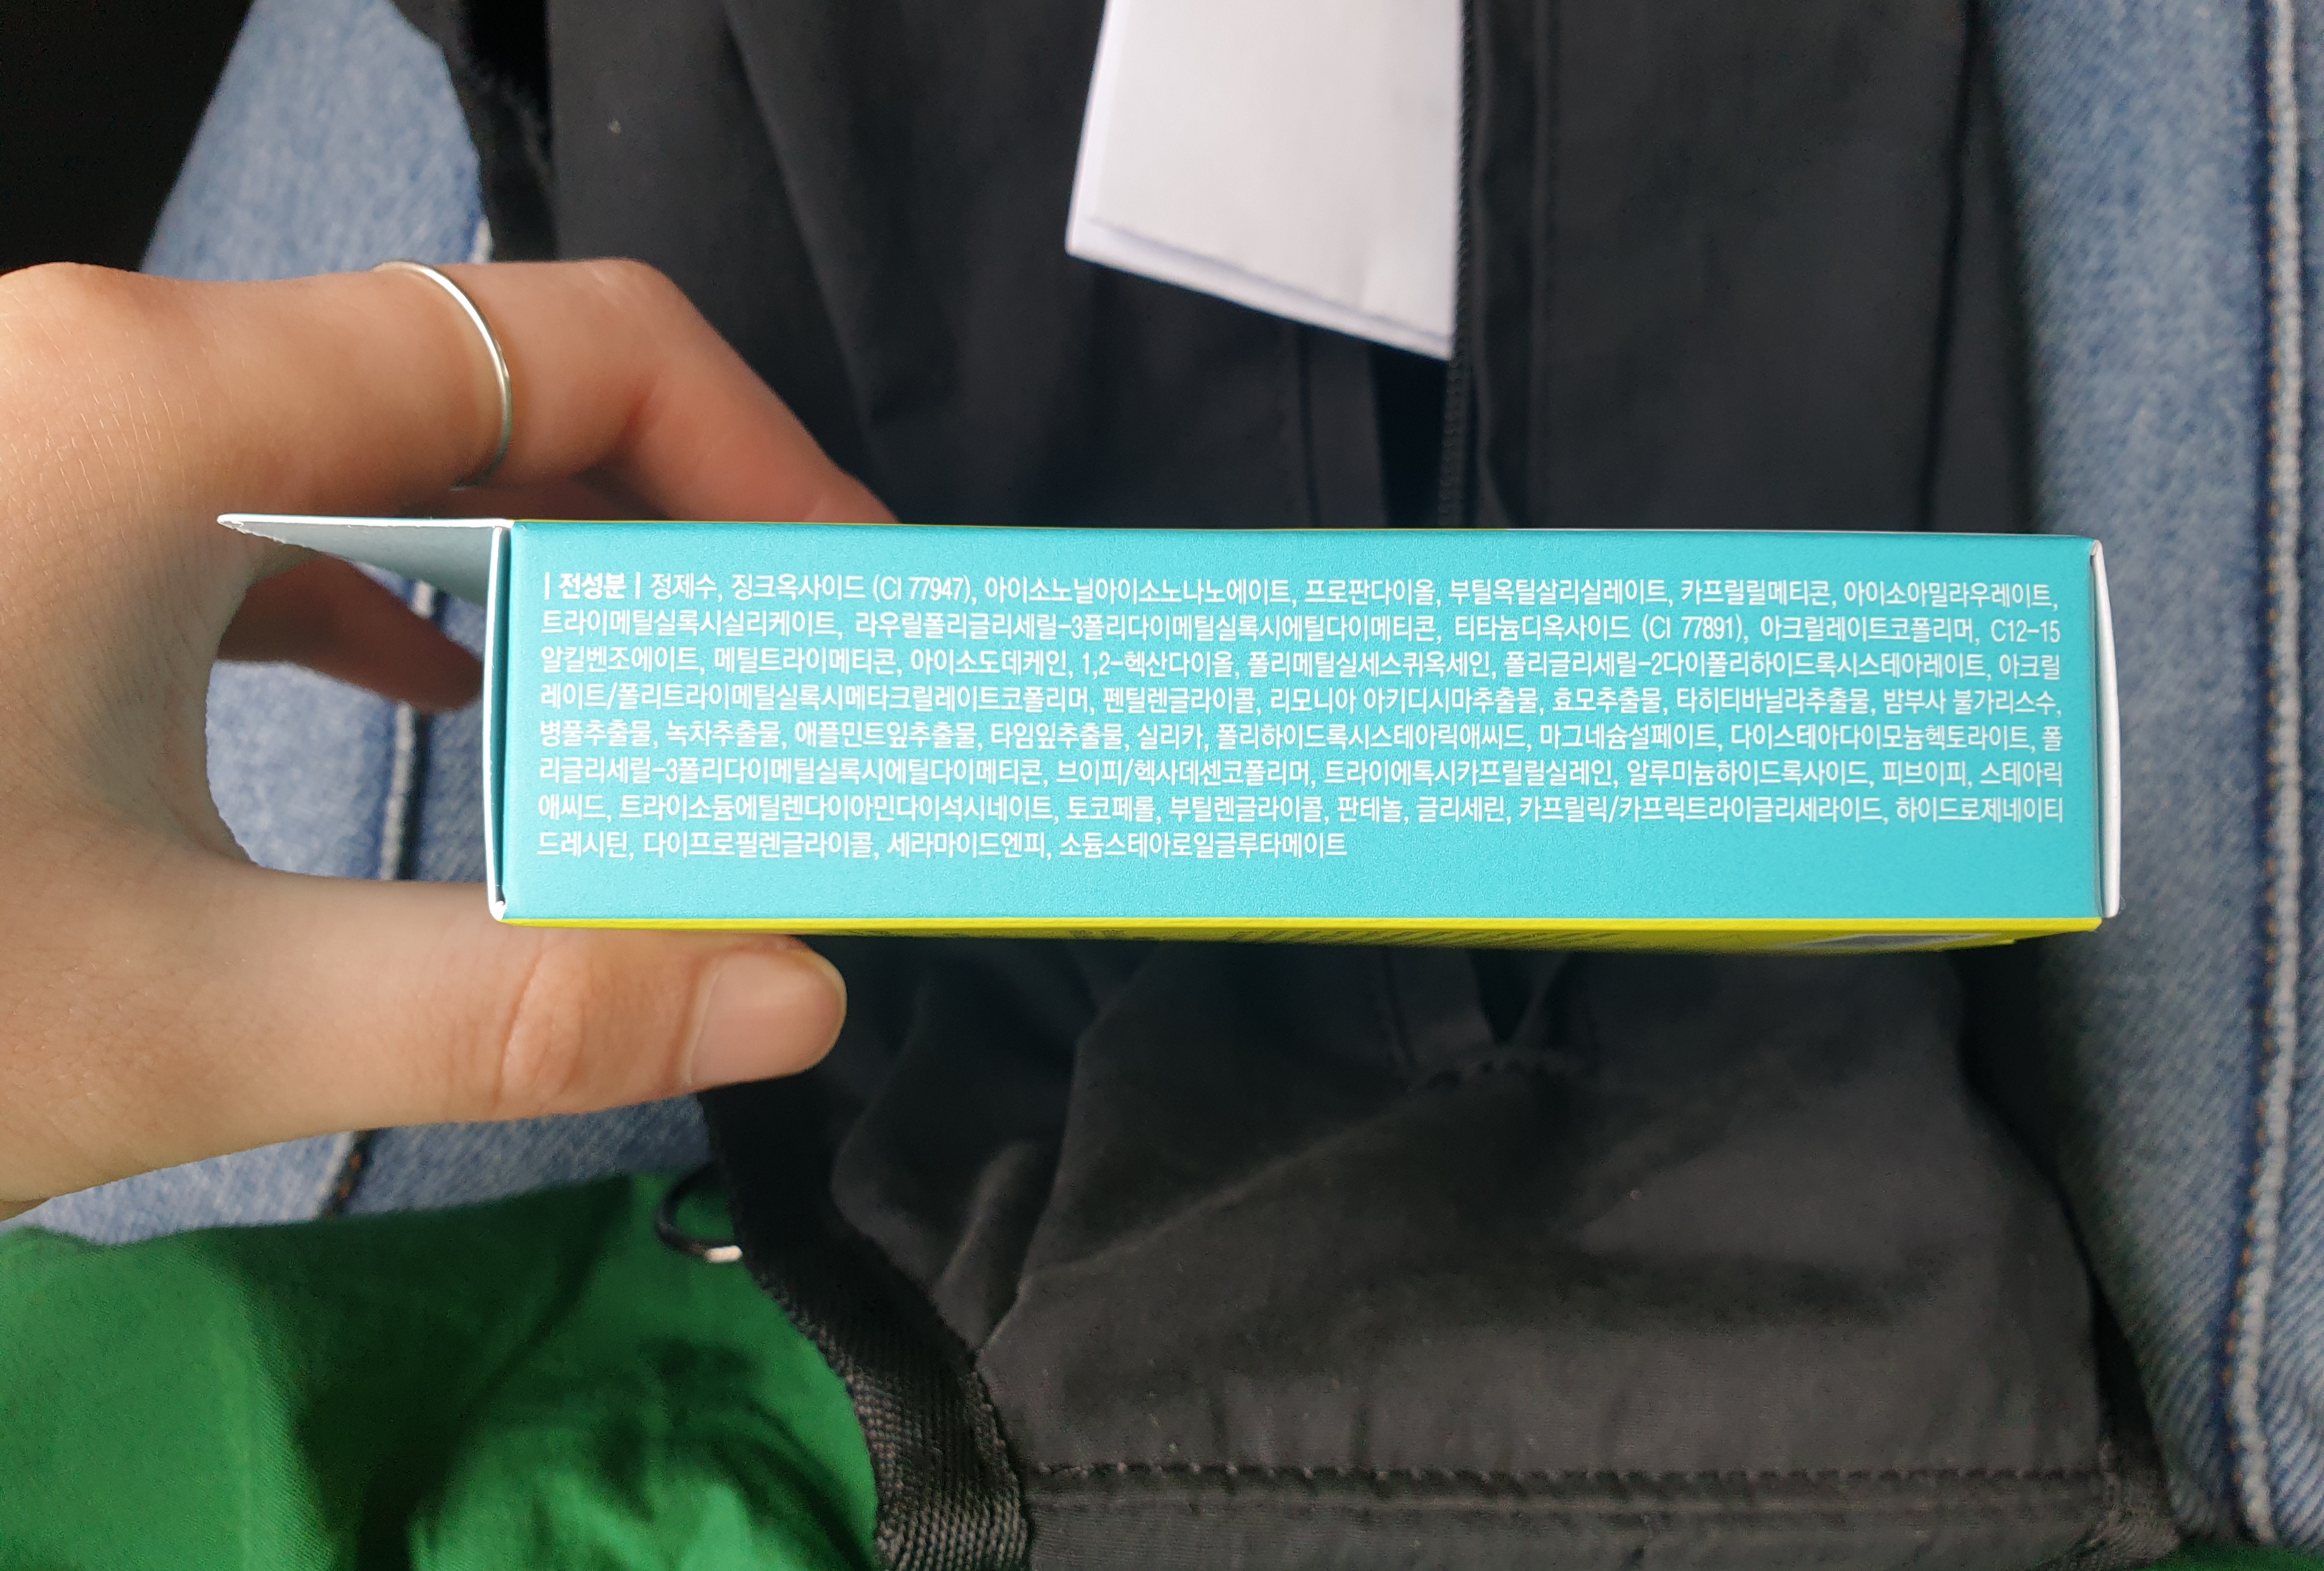 | 전성분 | 정제수, 징크옥사이드 (CI 77947), 아이소노닐아이소노나노에이트, 프로판다이올, 부틸옥틸살리실레이트, 카프릴릴메티콘, 아이소아밀라우레이트,
트라이메틸실록시실리케이트, 라우릴폴리글리세릴-3폴리다이메틸실록시에틸다이메티콘, 티타늄디옥사이드 (CI 77891), 아크릴레이트코폴리머, C12-15
알킬벤조에이트, 메틸트라이메티콘, 아이소도데케인, 1,2-헥산다이올, 폴리메틸실세스퀴옥세인, 폴리글리세릴-2다이폴리하이드록시스테아레이트, 아크릴
레이트/폴리트라이메틸실록시메타크릴레이트코폴리머, 펜틸렌글라이콜, 리모니아 아키디시마추출물, 효모추출물, 타히티바닐라추출물, 밤부사 불가리스수,
병풀추출물, 녹차추출물, 애플민트잎추출물, 타임잎추출물, 실리카, 폴리하이드록시스테아릭애씨드, 마그네슘설페이트, 다이스테아다이모늄헥토라이트, 폴
리글리세릴-3폴리다이메틸실록시에틸다이메티콘, 브이피/헥사데센코폴리머, 트라이에톡시카프릴릴실레인, 알루미늄하이드록사이드, 피브이피, 스테아릭
애씨드, 트라이소듐에틸렌다이아민다이석시네이트, 토코페롤, 부틸렌글라이콜, 판테놀, 글리세린, 카프릴릭/카프릭트라이글리세라이드, 하이드로제네이티
드레시틴, 다이프로필렌글라이콜, 세라마이드엔피, 소듐스테아로일글루타메이트